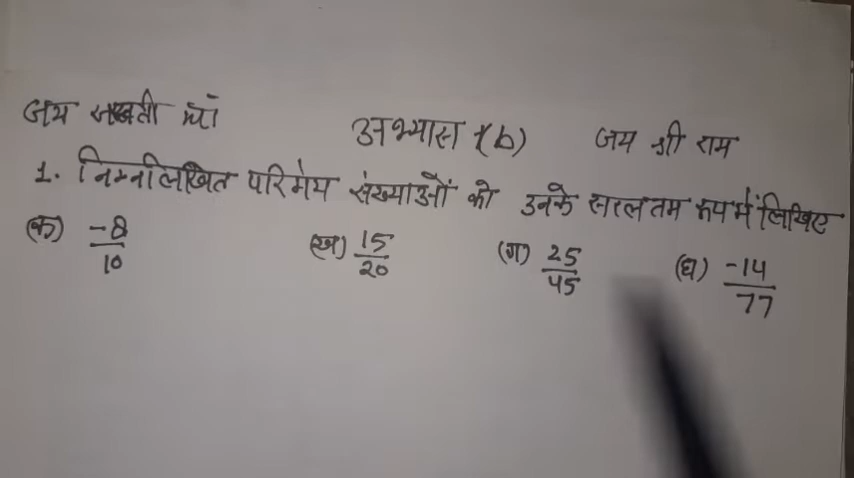 जय सरस्वती माँ
अभ्यास 1(b) जय श्री राम
1. निम्नलिखित परिमेय संख्याओं को उनके सरलतम रूप में लिखिए
(क) -8/10 (ख) 15/20 (ग) 25/45 (घ) -14/77